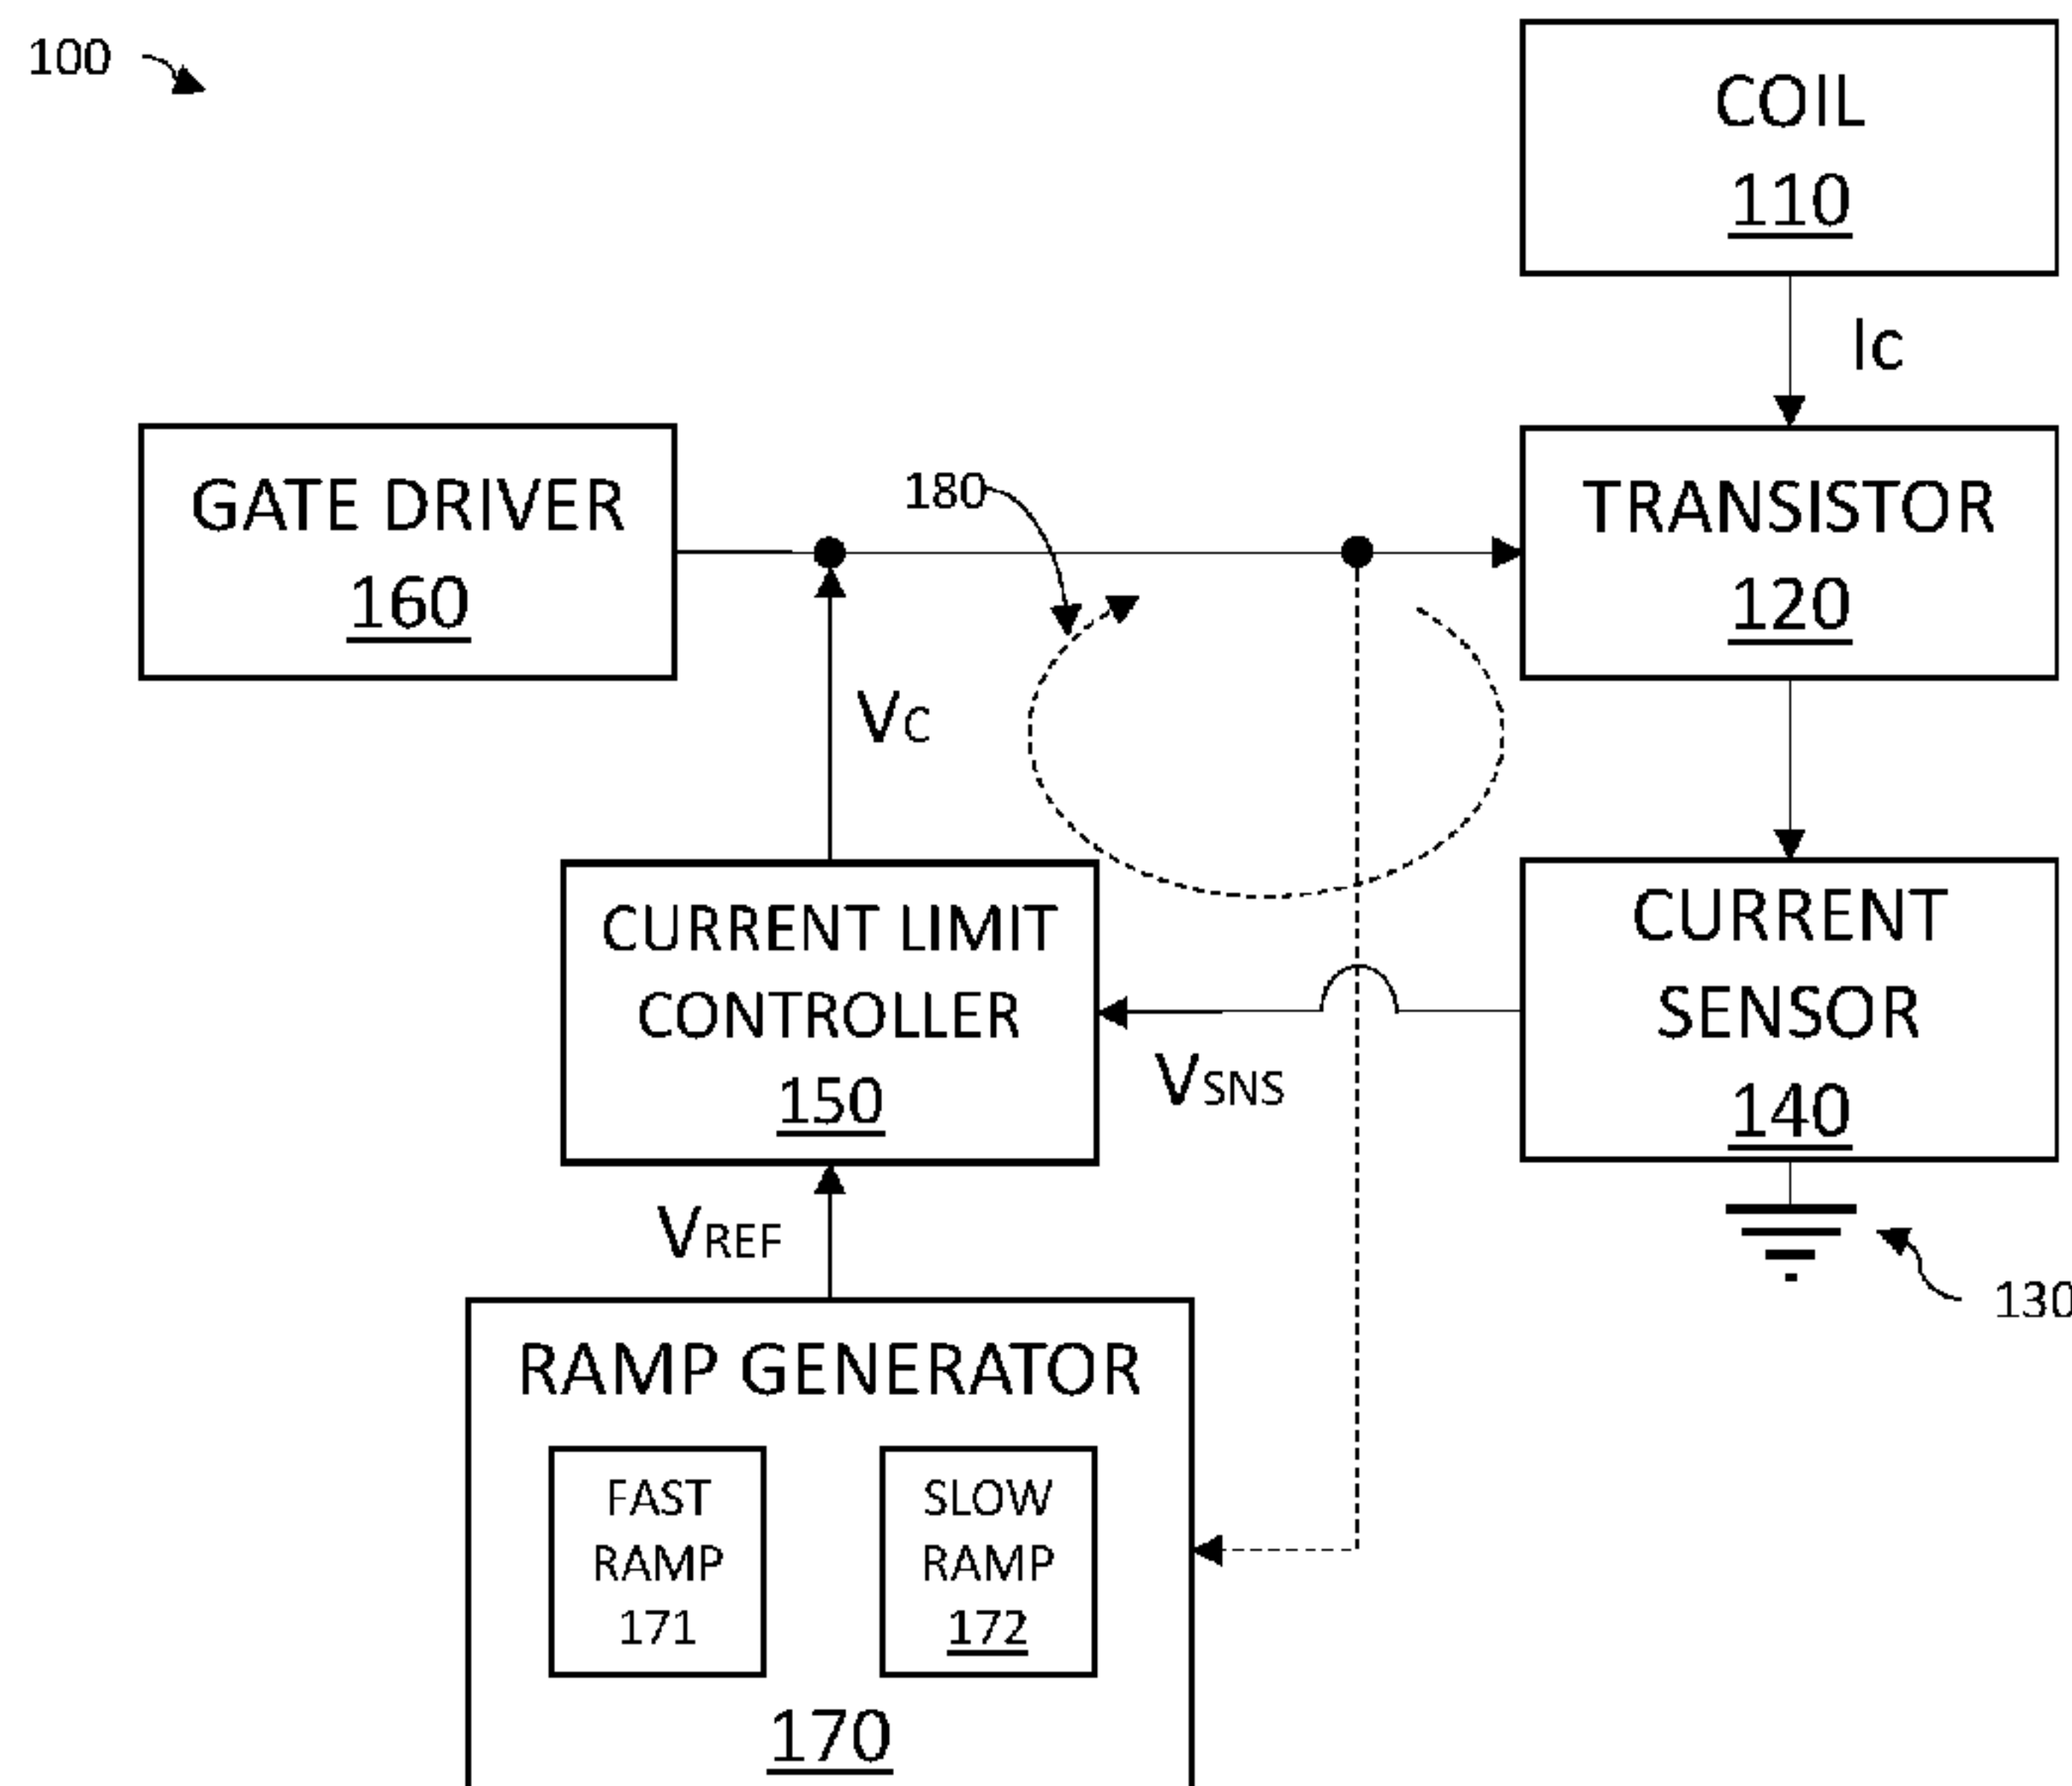 100
COIL
110
Ic
GATE DRIVER
160
180
TRANSISTOR
120
VC
CURRENT LIMIT
CONTROLLER
150
VSNS
CURRENT
SENSOR
140
130
VREF
RAMP GENERATOR
FAST
RAMP
171
SLOW
RAMP
172
170